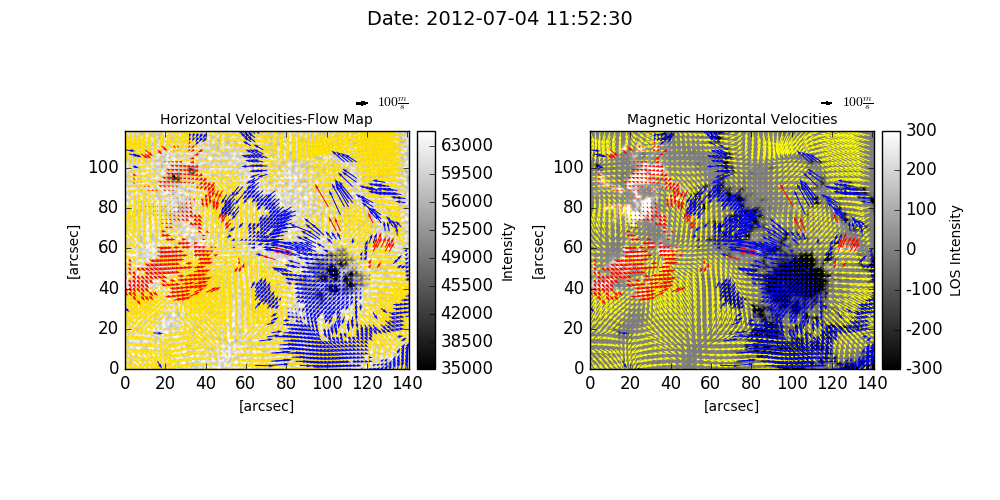 Date: 2012-07-04 11:52:30
100 m/s
100 m/s
Horizontal Velocities-Flow Map
Magnetic Horizontal Velocities
[arcsec]
100
80
60
40
20
0
0 20 40 60 80 100 120 140
[arcsec]
63000
59500
56000
52500
49000
45500
42000
38500
35000
Intensity
[arcsec]
100
80
60
40
20
0
0 20 40 60 80 100 120 140
[arcsec]
300
200
100
0
-100
-200
-300
LOS Intensity